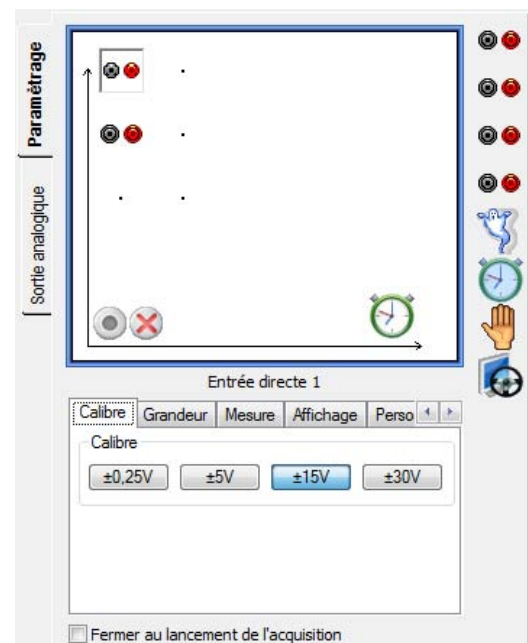 Paramètrage
Sortie analogique
Entrée directe 1
Calibre Grandeur Mesure Affichage Perso
Calibre
±0,25V ±5V ±15V ±30V
Fermer au lancement de l'acquisition